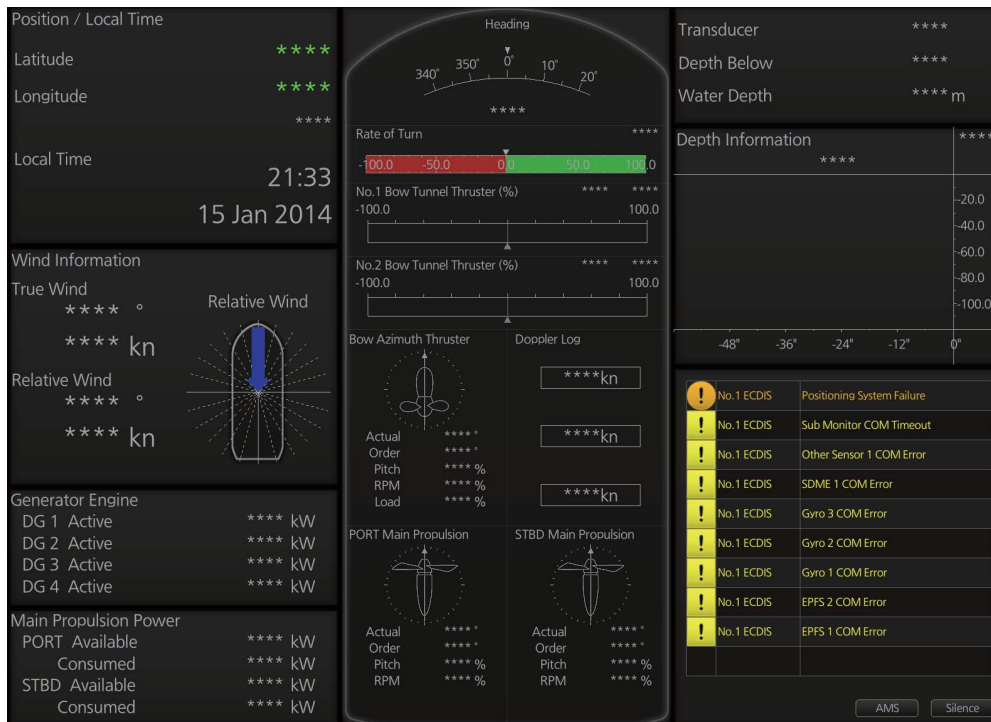 Position / Local Time
Latitude ****
Longitude ****
****
Local Time
21:33
15 Jan 2014
Wind Information
True Wind
**** °
**** kn
Relative Wind
**** °
**** kn
Relative Wind
Generator Engine
DG 1 Active **** kW
DG 2 Active **** kW
DG 3 Active **** kW
DG 4 Active **** kW
Main Propulsion Power
PORT Available **** kW
Consumed **** kW
STBD Available **** kW
Consumed **** kW
Heading
340° 350° 0° 10° 20°
****
Rate of Turn ****
-100.0 -50.0 0.0 50.0 100.0
No.1 Bow Tunnel Thruster (%) **** ****
-100.0 100.0
No.2 Bow Tunnel Thruster (%) **** ****
-100.0 100.0
Bow Azimuth Thruster
Actual **** °
Order **** °
Pitch **** %
RPM **** %
Load **** %
Doppler Log
****kn
****kn
****kn
PORT Main Propulsion
Actual **** °
Order **** °
Pitch **** %
RPM **** %
STBD Main Propulsion
Actual **** °
Order **** °
Pitch **** %
RPM **** %
Transducer ****
Depth Below ****
Water Depth **** m
Depth Information ****
****
-20.0
-40.0
-60.0
-80.0
-100.0
-48" -36" -24" -12" 0"
! No.1 ECDIS Positioning System Failure
! No.1 ECDIS Sub Monitor COM Timeout
! No.1 ECDIS Other Sensor 1 COM Error
! No.1 ECDIS SDME 1 COM Error
! No.1 ECDIS Gyro 3 COM Error
! No.1 ECDIS Gyro 2 COM Error
! No.1 ECDIS Gyro 1 COM Error
! No.1 ECDIS EPFS 2 COM Error
! No.1 ECDIS EPFS 1 COM Error
AMS Silence